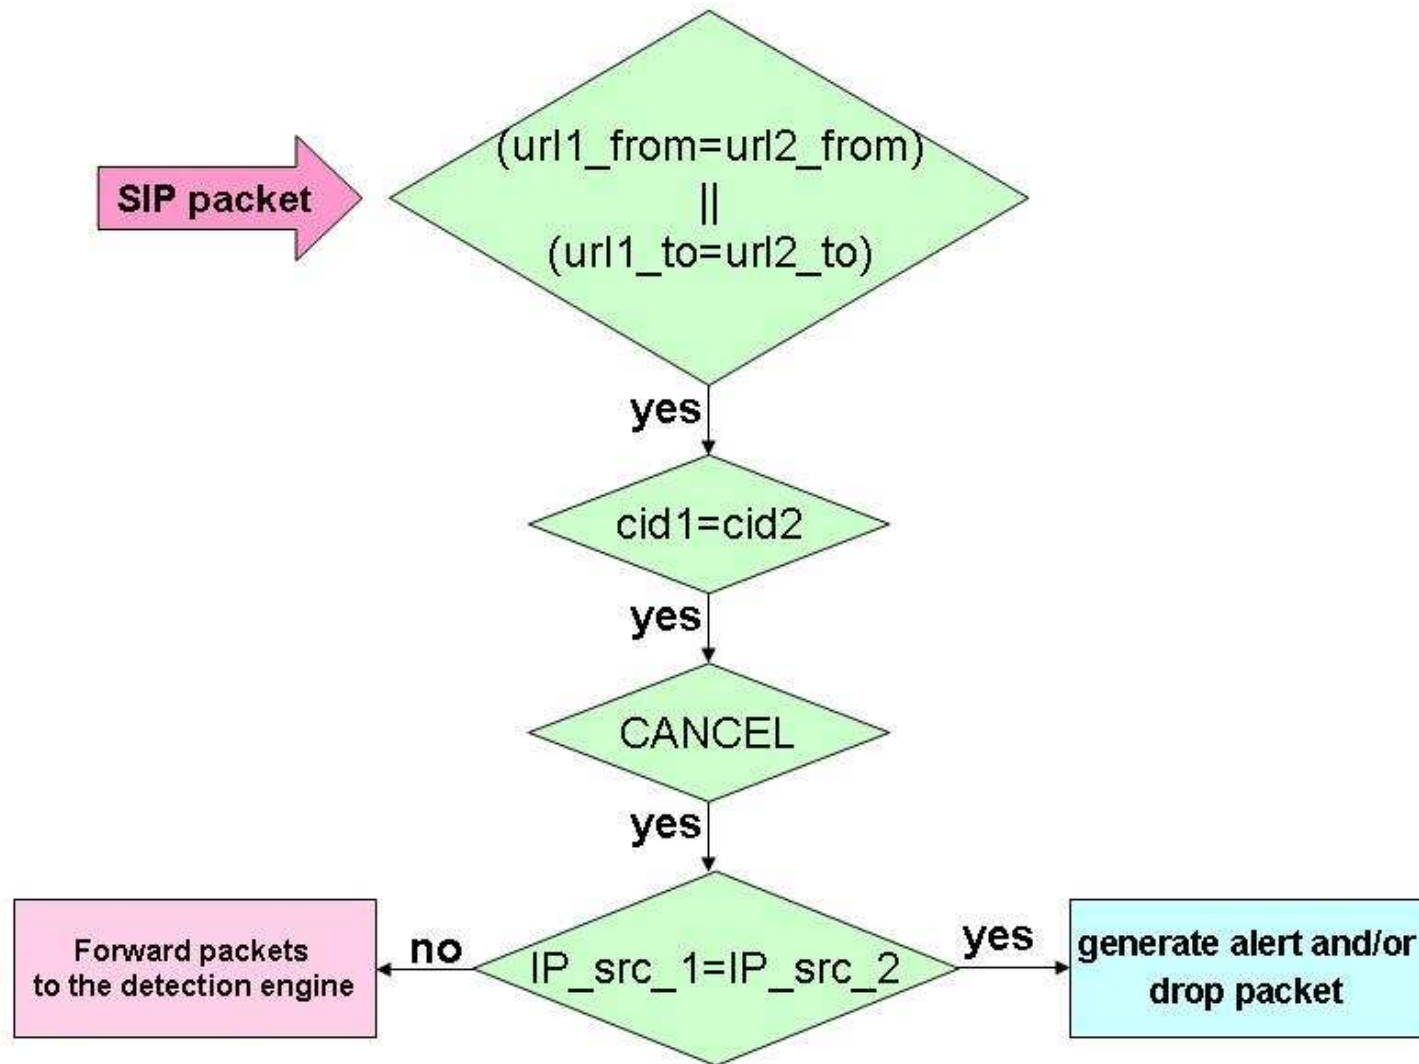 (url1_from=url2_from)
||
(url1_to=url2_to)
SIP packet
yes
cid1=cid2
yes
CANCEL
yes
IP_src_1=IP_src_2
no
Forward packets
to the detection engine
yes
generate alert and/or
drop packet